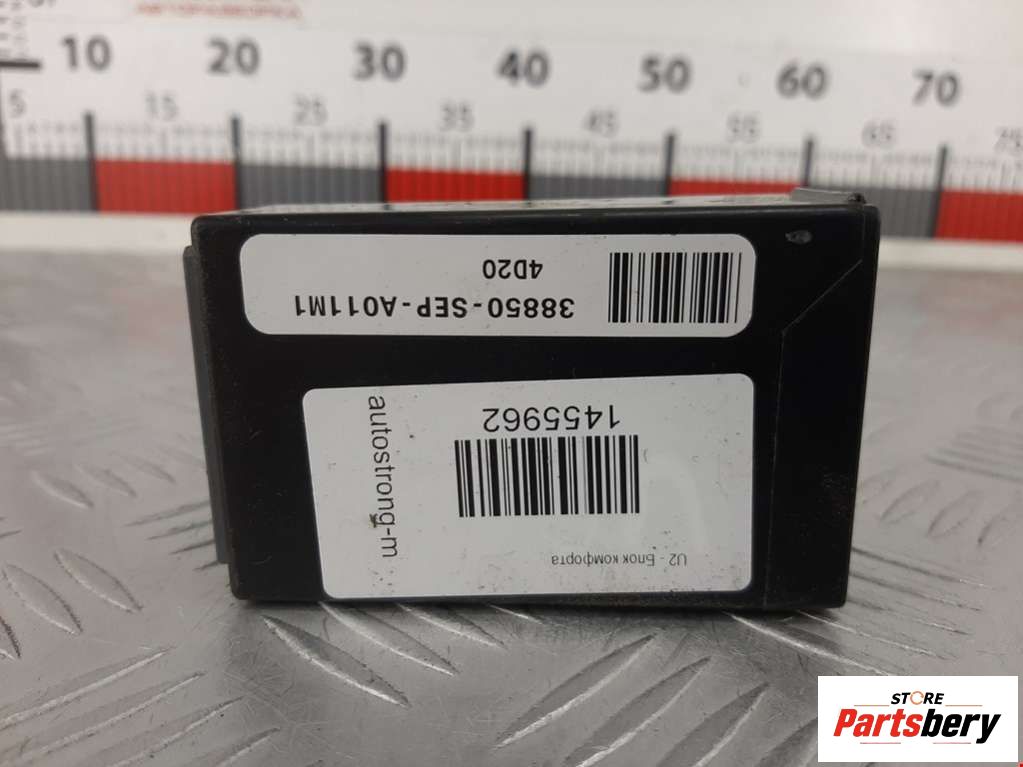 АВТОРАЗБОРКА
10 20 30 40 50 60 70
5 15 25 35 45 55 65 75
38850-SEP-A011M1
4D20
autostrong-m
1455962
U2 - Блок комфорта
STORE
Partsbery